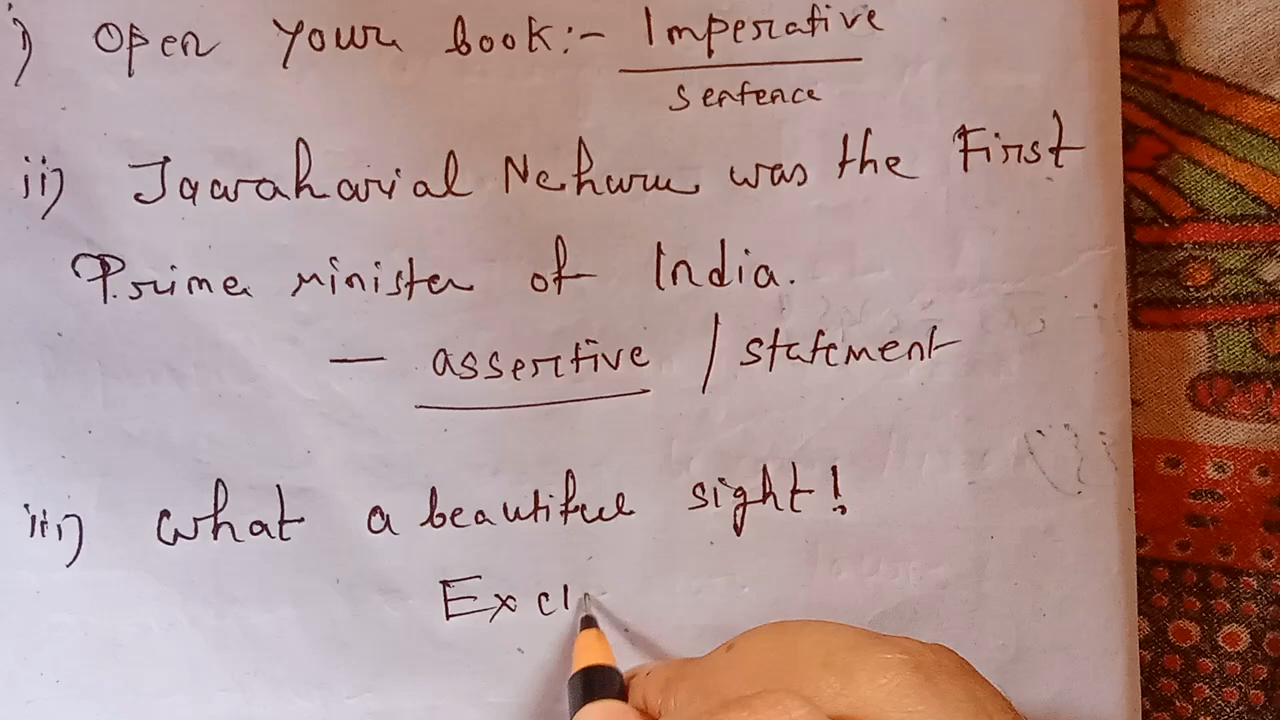 i) Open your book:- Imperative
sentence
ii) Jawaharlal Nehuru was the First
Prime minister of India.
— assertive / statement
iii) what a beautiful sight!
Excl